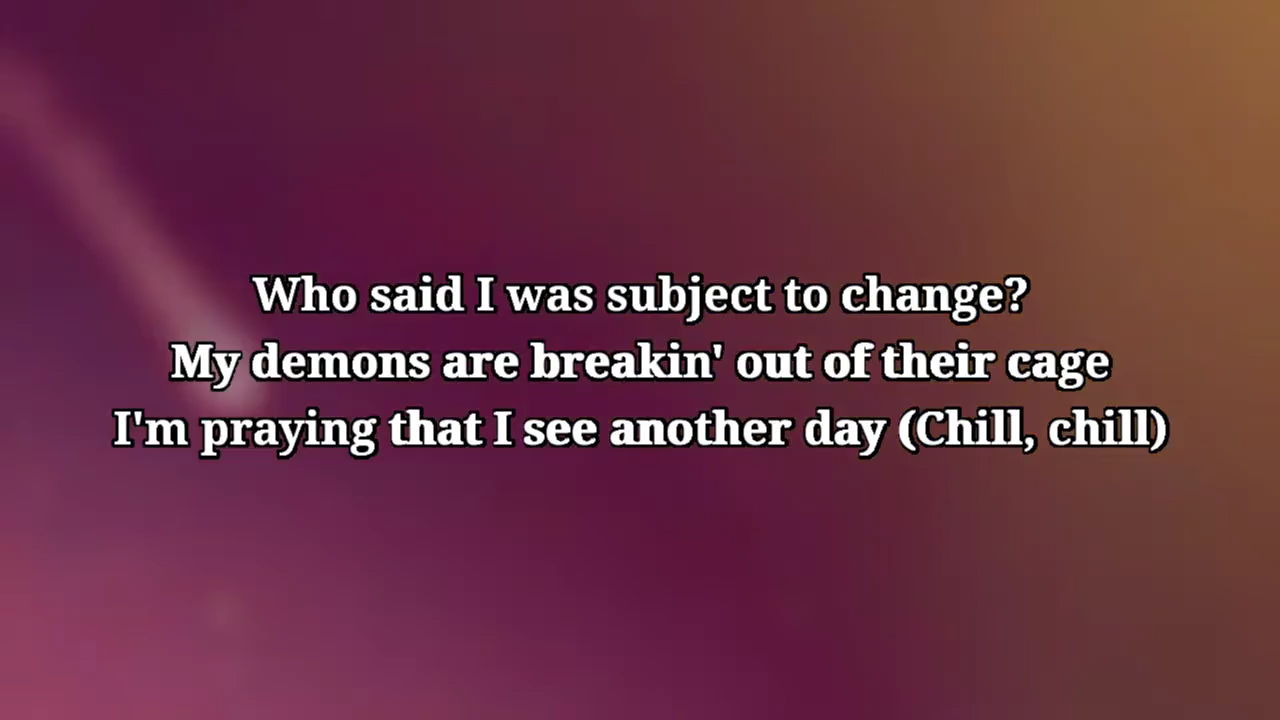 Who said I was subject to change?
My demons are breakin' out of their cage
I'm praying that I see another day (Chill, chill)